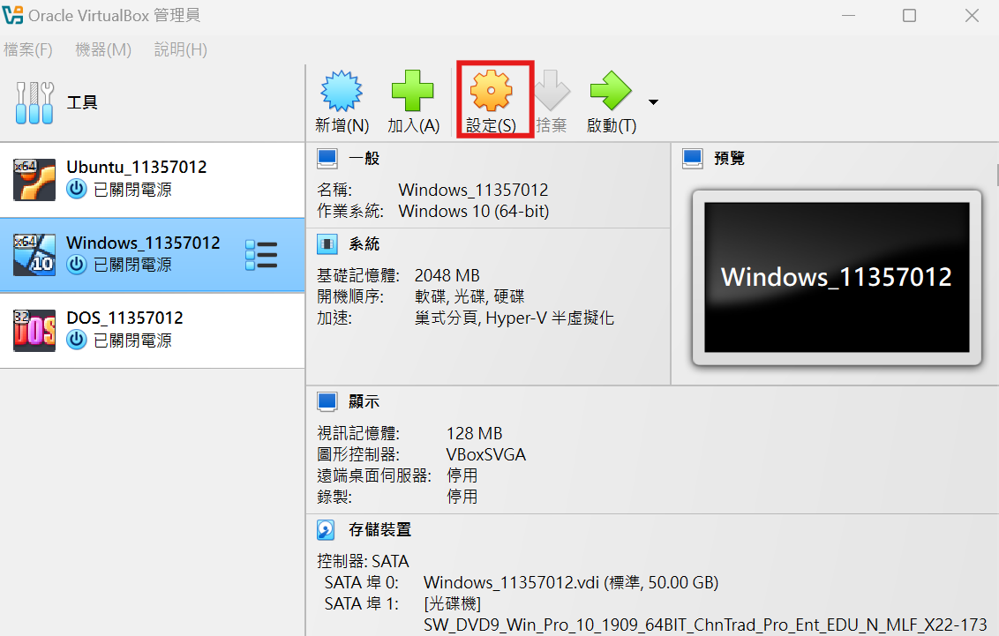 Oracle VirtualBox 管理員
檔案(F) 機器(M) 說明(H)
工具
新增(N) 加入(A) 設定(S) 捨棄 啟動(T)
x64
Ubuntu_11357012
已關閉電源
x64
10
Windows_11357012
已關閉電源
32
DOS
DOS_11357012
已關閉電源
一般
名稱: Windows_11357012
作業系統: Windows 10 (64-bit)
預覽
Windows_11357012
系統
基礎記憶體: 2048 MB
開機順序: 軟碟, 光碟, 硬碟
加速: 巢式分頁, Hyper-V 半虛擬化
顯示
視訊記憶體: 128 MB
圖形控制器: VBoxSVGA
遠端桌面伺服器: 停用
錄製: 停用
存儲裝置
控制器: SATA
SATA 埠 0: Windows_11357012.vdi (標準, 50.00 GB)
SATA 埠 1: [光碟機]
SW_DVD9_Win_Pro_10_1909_64BIT_ChnTrad_Pro_Ent_EDU_N_MLF_X22-173